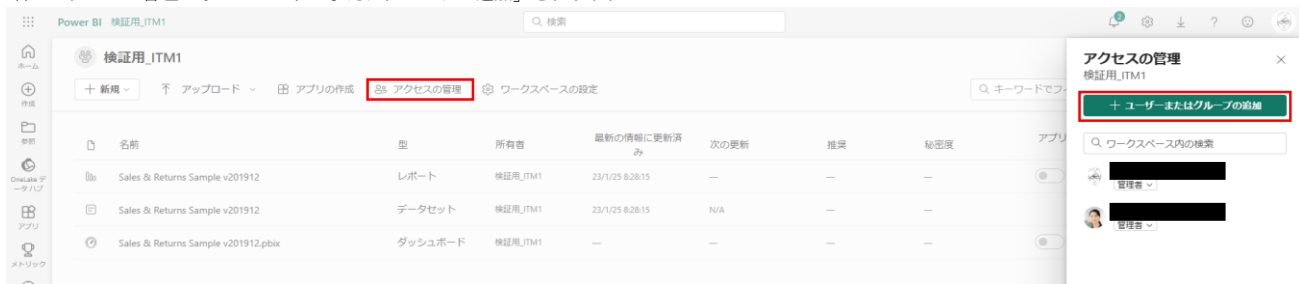 Power BI 検証用_ITM1
検索
2
ホーム
作成
参照
OneLake データ ハブ
アプリ
メトリック
検証用_ITM1
+ 新規
アップロード
アプリの作成
アクセスの管理
ワークスペースの設定
キーワードでフ
名前 型 所有者 最新の情報に更新済み 次の更新 推奨 秘密度 アプリ
Sales & Returns Sample v201912 レポート 検証用_ITM1 23/1/25 8:28:15 — — —
Sales & Returns Sample v201912 データセット 検証用_ITM1 23/1/25 8:28:15 N/A — —
Sales & Returns Sample v201912.pbix ダッシュボード 検証用_ITM1 — — — —
アクセスの管理
検証用_ITM1
+ ユーザーまたはグループの追加
ワークスペース内の検索
管理者
管理者